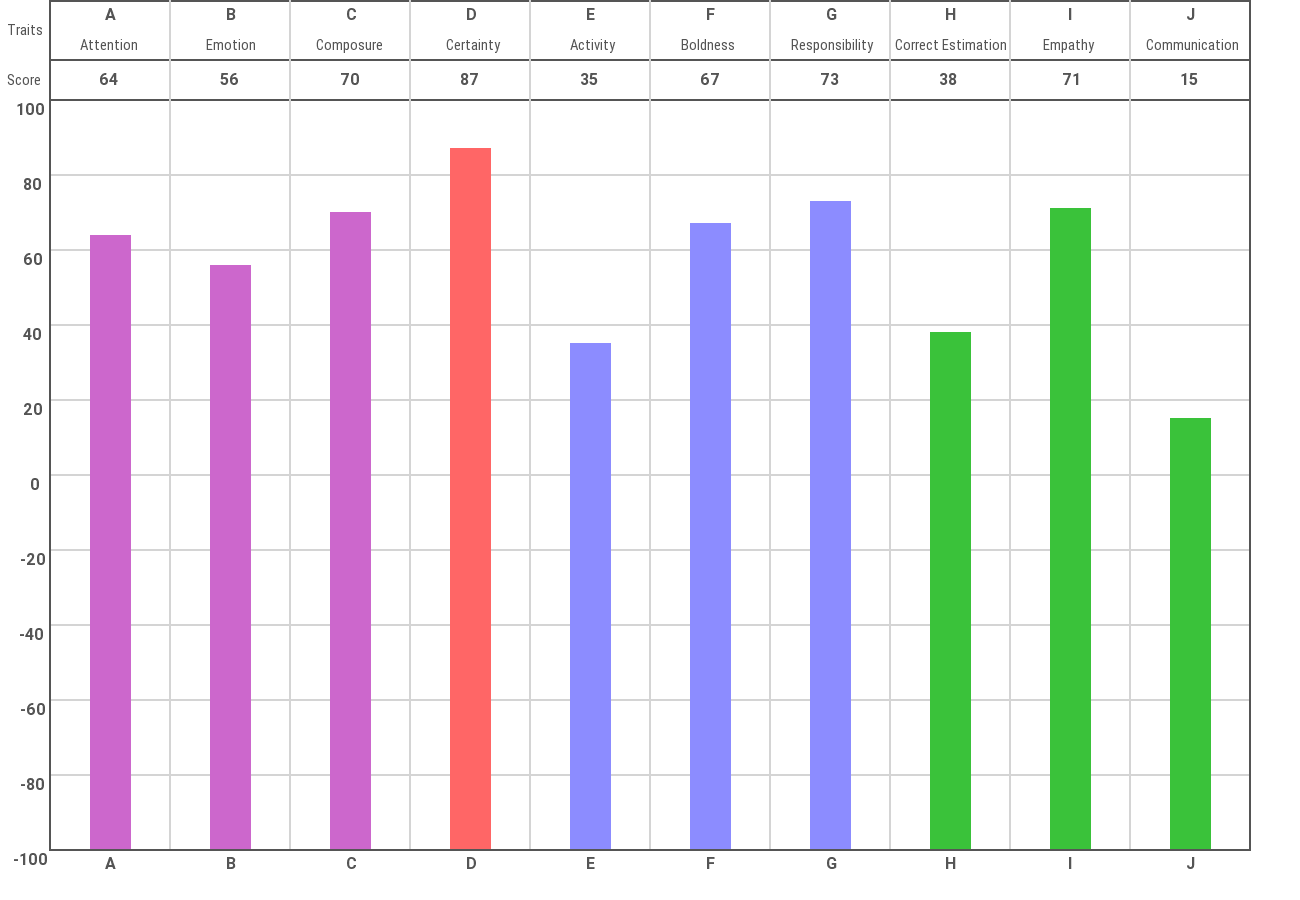 Traits A B C D E F G H I J
Attention Emotion Composure Certainty Activity Boldness Responsibility Correct Estimation Empathy Communication
Score 64 56 70 87 35 67 73 38 71 15
100
80
60
40
20
0
-20
-40
-60
-80
-100
A B C D E F G H I J